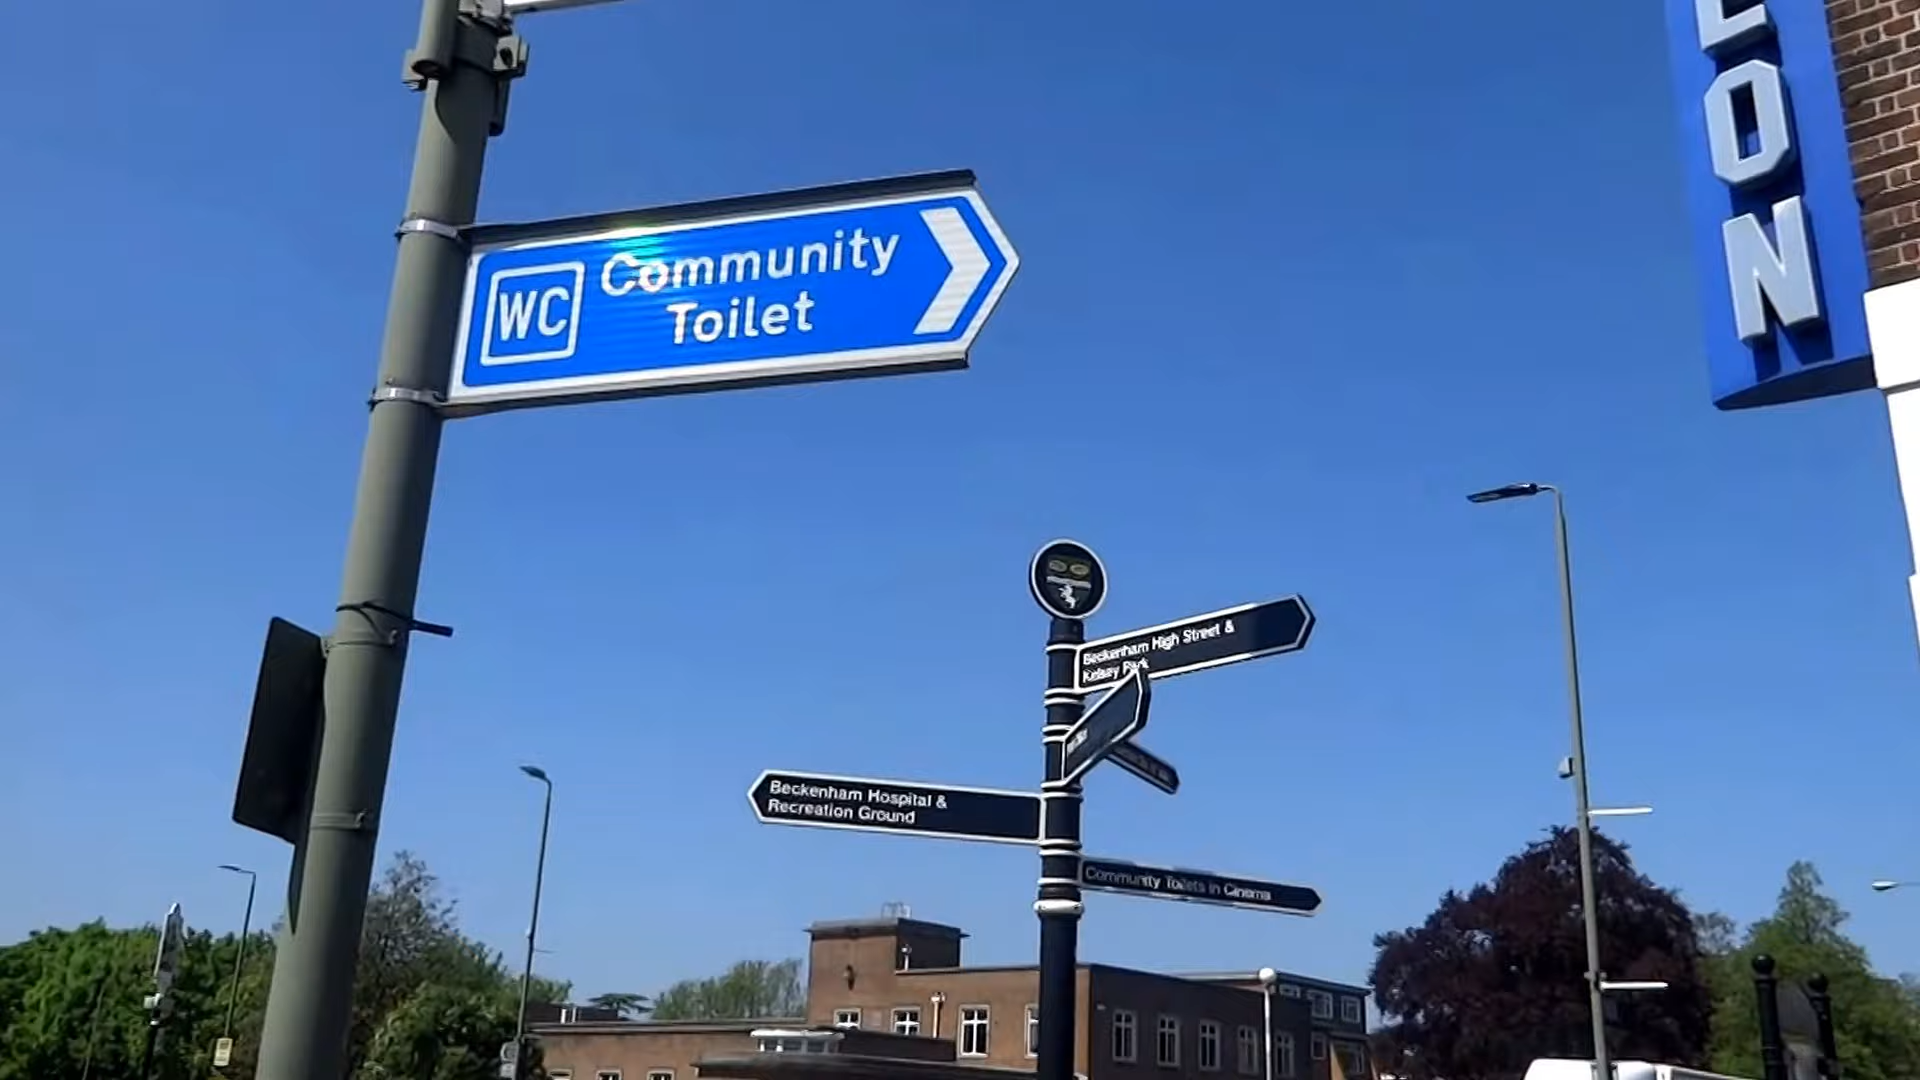 LON
WC
Community
Toilet
Beckenham High Street &
Kelsey Park
Beckenham Hospital &
Recreation Ground
Community Toilets in Cinema